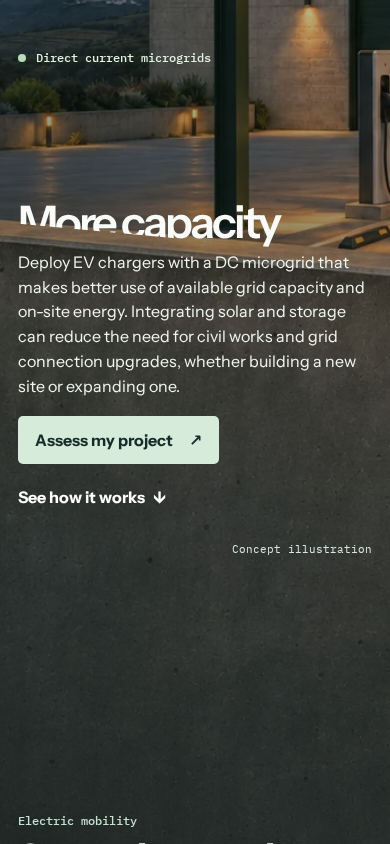 Direct current microgrids
More capacity
Deploy EV chargers with a DC microgrid that
makes better use of available grid capacity and
on-site energy. Integrating solar and storage
can reduce the need for civil works and grid
connection upgrades, whether building a new
site or expanding one.
Assess my project ↗
See how it works ↓
Concept illustration
Electric mobility